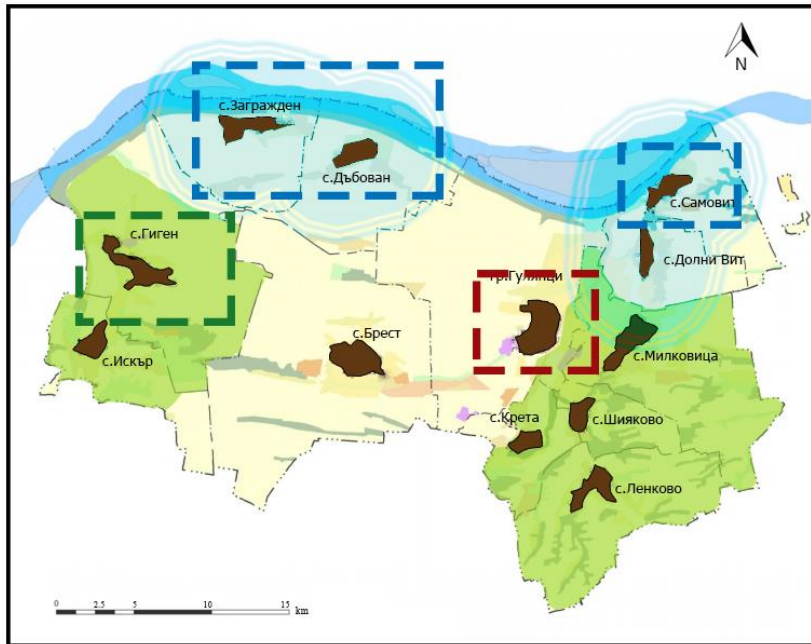 N
с.Загражден
с.Дъбован
с.Самовит
с.Гиген
с.Долни Вит
гр.Гулянци
с.Искър
с.Брест
с.Милковица
с.Крета
с.Шияково
с.Ленково
0 2.5 5 10 15
km